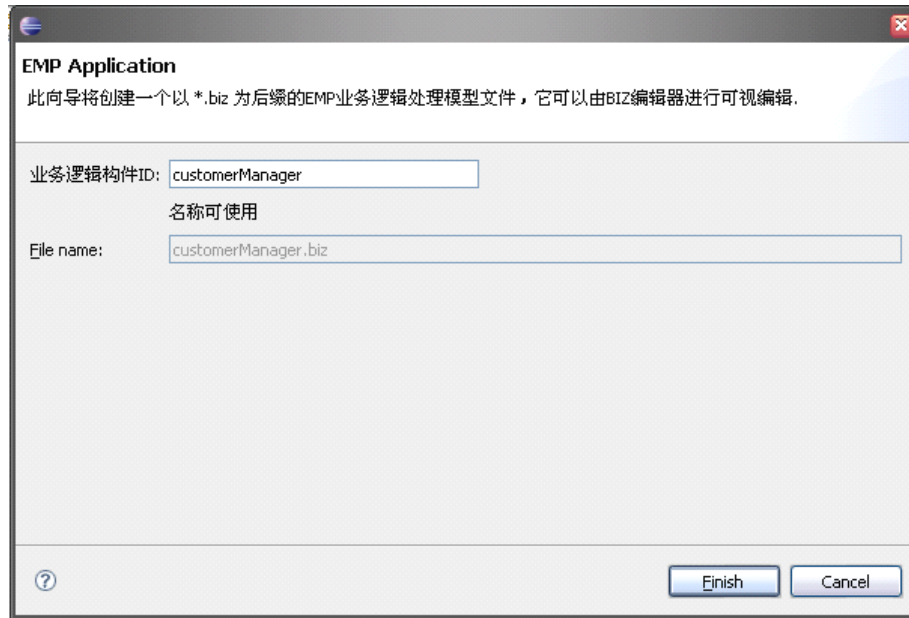 EMP Application
此向导将创建一个以 *.biz 为后缀的EMP业务逻辑处理模型文件，它可以由BIZ编辑器进行可视编辑.
业务逻辑构件ID: customerManager
名称可使用
File name: customerManager.biz
Finish Cancel